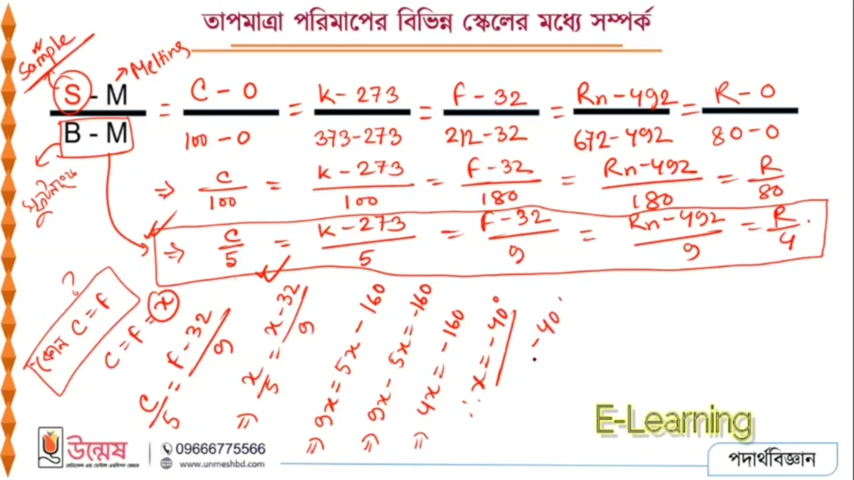 তাপমাত্রা পরিমাপের বিভিন্ন স্কেলের মধ্যে সম্পর্ক
Sample
Melting
S - M / B - M = C - 0 / 100 - 0 = K - 273 / 373 - 273 = F - 32 / 212 - 32 = Rn - 492 / 672 - 492 = R - 0 / 80 - 0
স্ফুটনাঙ্ক
⇒ C / 100 = K - 273 / 100 = F - 32 / 180 = Rn - 492 / 180 = R / 80
⇒ C / 5 = K - 273 / 5 = F - 32 / 9 = Rn - 492 / 9 = R / 4
?
কোন C = F
C = F = x
C / 5 = F - 32 / 9
⇒ x / 5 = x - 32 / 9
⇒ 9x = 5x - 160
⇒ 9x - 5x = -160
⇒ 4x = -160
∴ x = -40°
-40°
E-Learning
উন্মেষ
09666775566
www.unmeshbd.com
পদার্থবিজ্ঞান